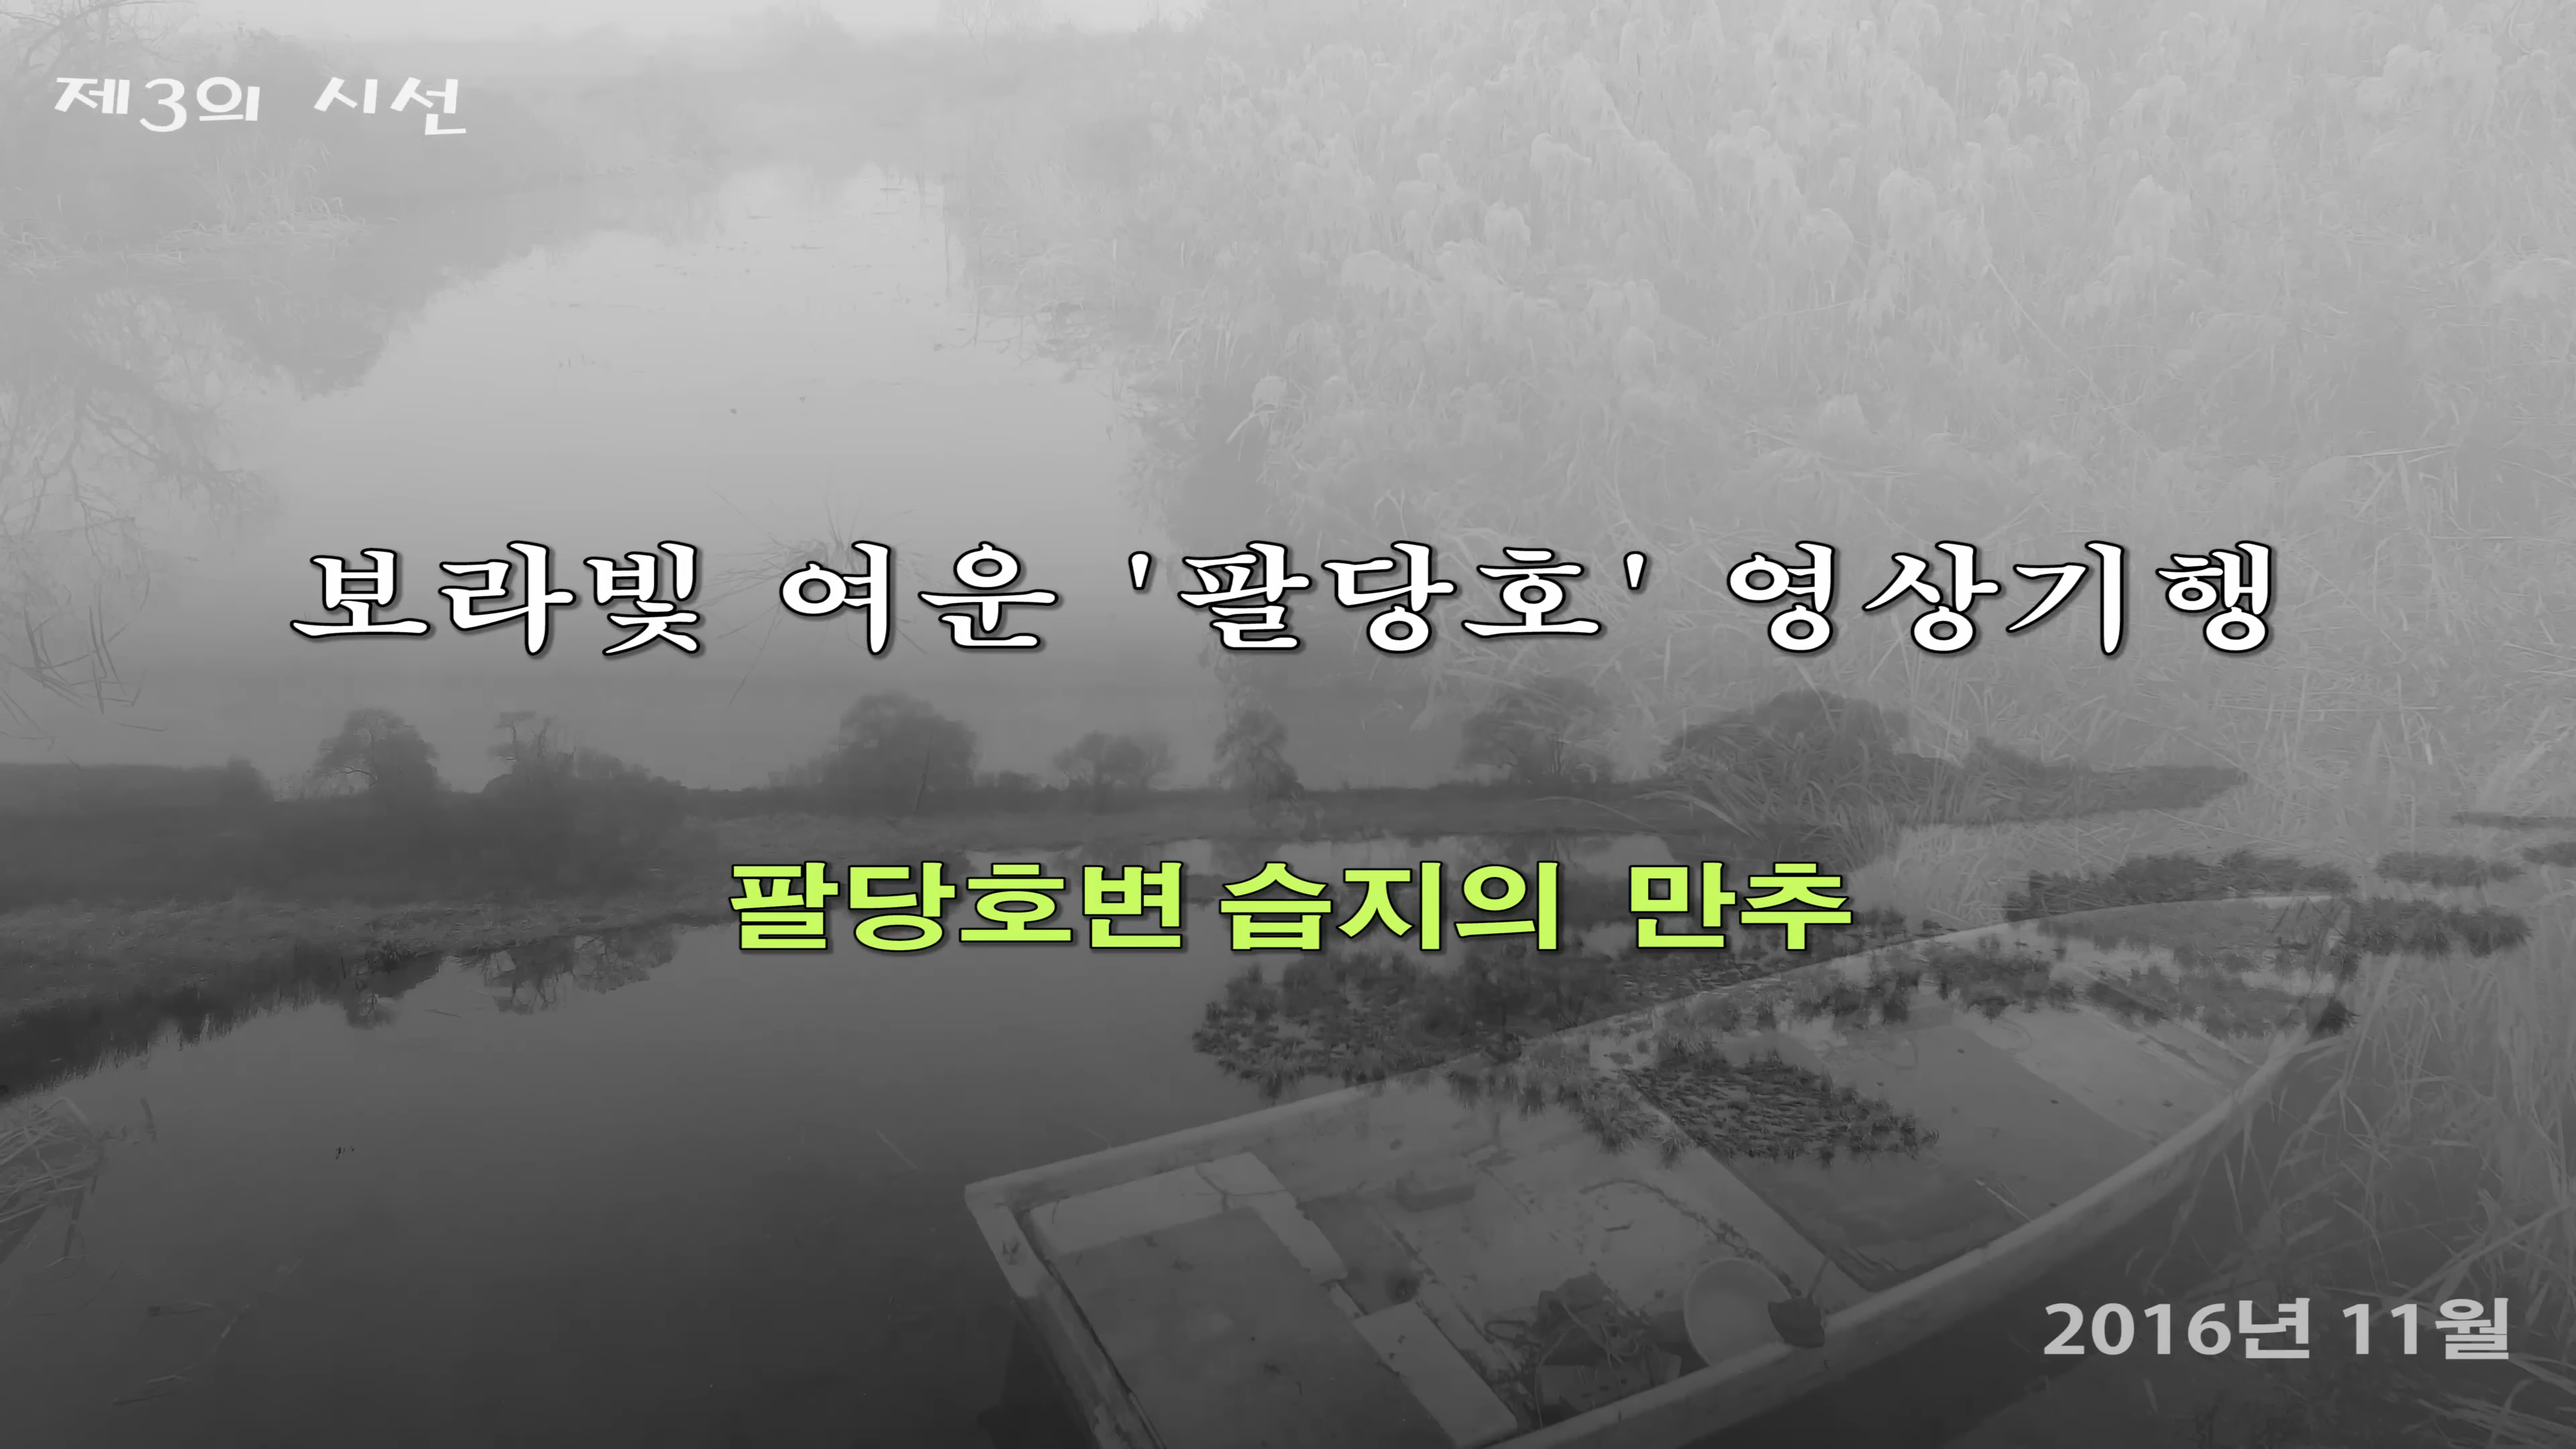 제3의 시선
보라빛 여운 '팔당호' 영상기행
팔당호변 습지의 만추
2016년 11월